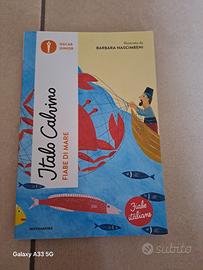 OSCAR
JUNIOR
Illustrato da
BARBARA NASCIMBENI
Italo Calvino
FIABE DI MARE
Fiabe
italiane
MONDADORI
Galaxy A33 5G
subito